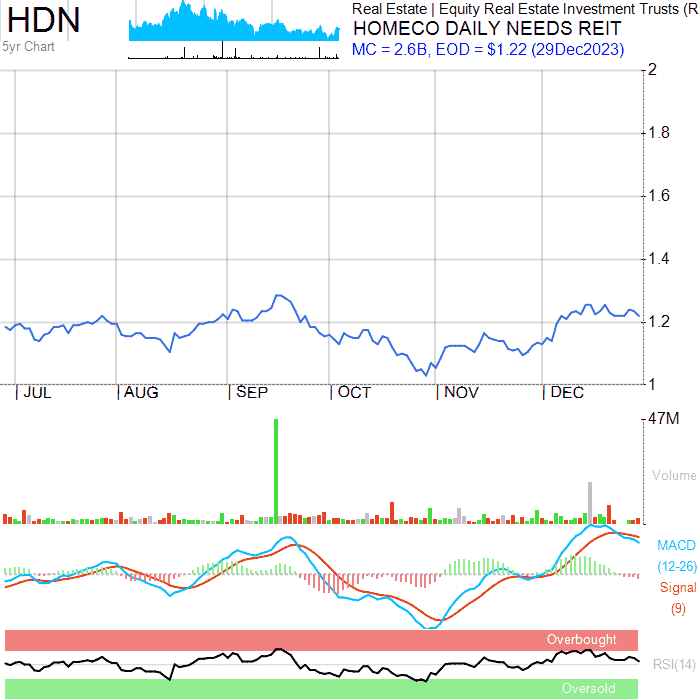 HDN
5yr Chart
Real Estate | Equity Real Estate Investment Trusts (R
HOMECO DAILY NEEDS REIT
MC = 2.6B, EOD = $1.22 (29Dec2023)
2
1.8
1.6
1.4
1.2
1
JUL AUG SEP OCT NOV DEC
47M
Volume
MACD
(12-26)
Signal
(9)
Overbought
RSI(14)
Oversold